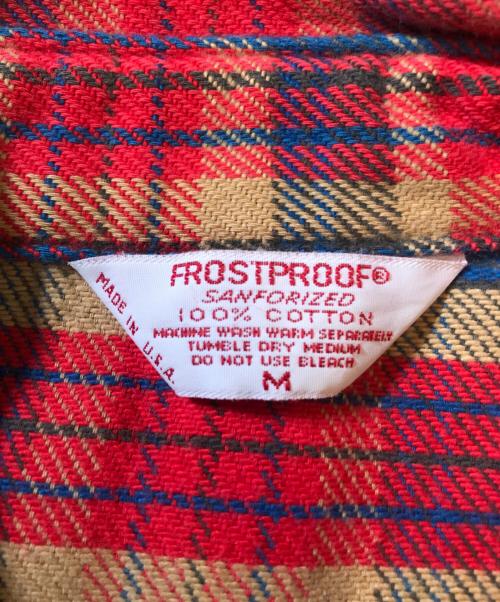 FROSTPROOF®
SANFORIZED
100% COTTON
MACHINE WASH WARM SEPARATELY
TUMBLE DRY MEDIUM
DO NOT USE BLEACH
M
MADE IN U.S.A.